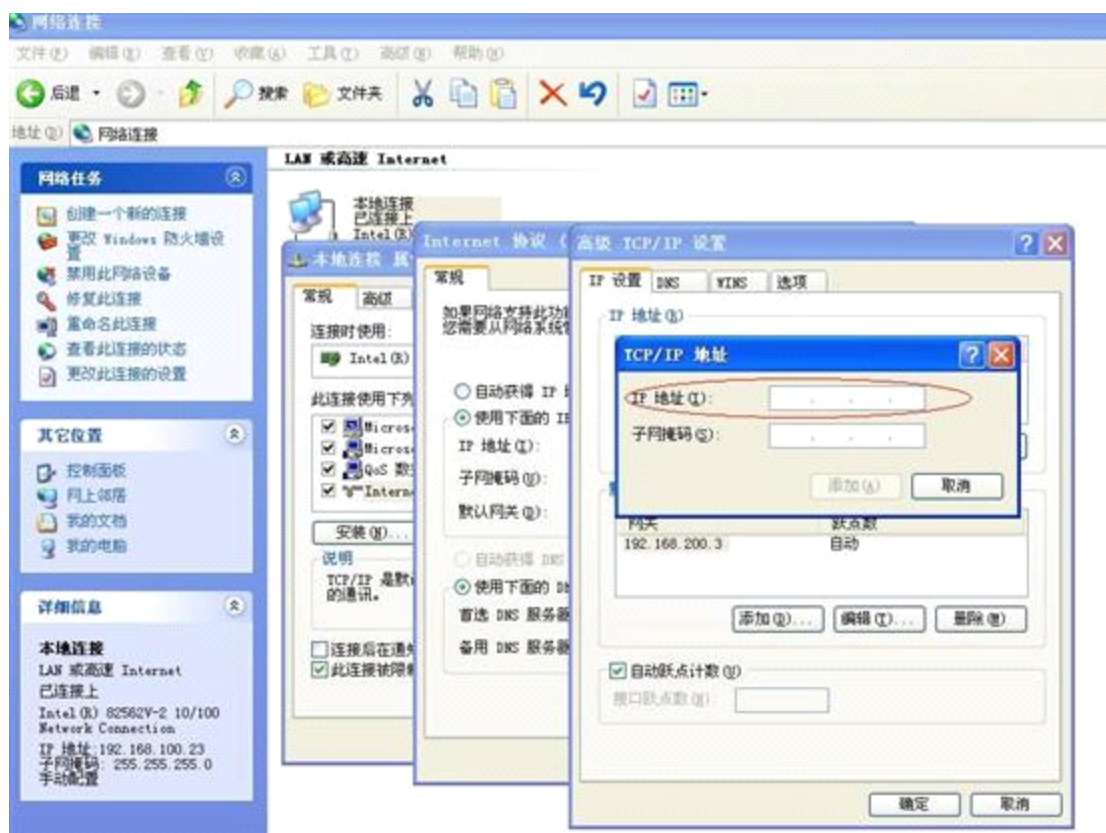 网络连接
文件(F) 编辑(E) 查看(V) 收藏(A) 工具(T) 高级(N) 帮助(H)
后退 搜索 文件夹
地址(D) 网络连接
网络任务
创建一个新的连接
更改 Windows 防火墙设
置
禁用此网络设备
修复此连接
重命名此连接
查看此连接的状态
更改此连接的设置
其它位置
控制面板
网上邻居
我的文档
我的电脑
详细信息
本地连接
LAN 或高速 Internet
已连接上
Intel(R) 82562V-2 10/100
Network Connection
IP 地址:192.168.100.23
子网掩码: 255.255.255.0
手动配置
LAN 或高速 Internet
本地连接
已连接上
Intel(R)
本地连接 属
常规 高级
连接时使用:
Intel(R)
此连接使用下列
Micros
Micros
QoS 数
Intern
安装(N)...
说明
TCP/IP 是默
的通讯。
连接后在通
此连接被限
Internet 协议 (
常规
如果网络支持此功
您需要从网络系统
自动获得 IP
使用下面的 I
IP 地址(I):
子网掩码(U):
默认网关(D):
自动获得 DNS
使用下面的 D
首选 DNS 服务器
备用 DNS 服务器
高级 TCP/IP 设置
IP 设置 DNS WINS 选项
IP 地址(R)
TCP/IP 地址
IP 地址(I):
子网掩码(S):
添加(A) 取消
网关 跃点数
192.168.200.3 自动
添加(D)... 编辑(T)... 删除(M)
自动跃点计数(U)
接口跃点数(N):
确定 取消